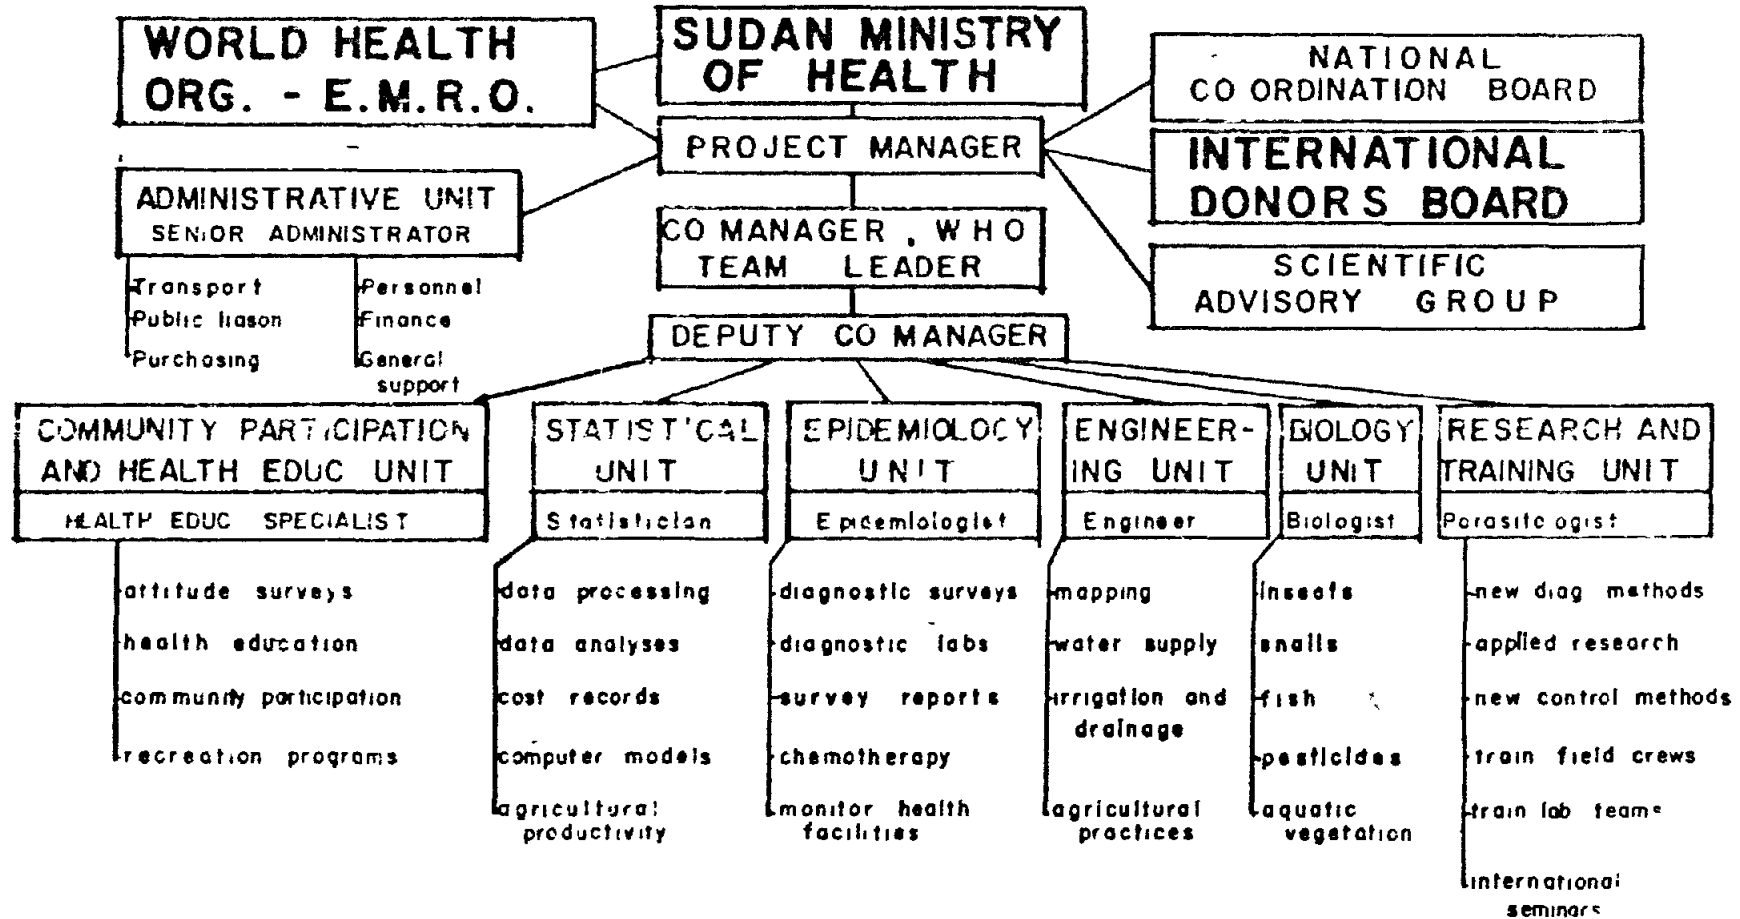 WORLD HEALTH
ORG. - E.M.R.O.
SUDAN MINISTRY
OF HEALTH
NATIONAL
CO ORDINATION BOARD
PROJECT MANAGER
INTERNATIONAL
DONORS BOARD
ADMINISTRATIVE UNIT
SENIOR ADMINISTRATOR
CO MANAGER, WHO
TEAM LEADER
SCIENTIFIC
ADVISORY GROUP
Transport
Public liason
Purchasing
Personnel
Finance
General
support
DEPUTY CO MANAGER
COMMUNITY PARTICIPATION
AND HEALTH EDUC UNIT
HEALTH EDUC SPECIALIST
attitude surveys
health education
community participation
recreation programs
STATISTICAL
UNIT
Statistician
data processing
data analyses
cost records
computer models
agricultural
productivity
EPIDEMIOLOGY
UNIT
Epidemiologist
diagnostic surveys
diagnostic labs
survey reports
chemotherapy
monitor health
facilities
ENGINEER-
ING UNIT
Engineer
mapping
water supply
irrigation and
drainage
agricultural
practices
BIOLOGY
UNIT
Biologist
insects
snails
fish
pesticides
aquatic
vegetation
RESEARCH AND
TRAINING UNIT
Parasitologist
new diag methods
applied research
new control methods
train field crews
train lab teams
international
seminars